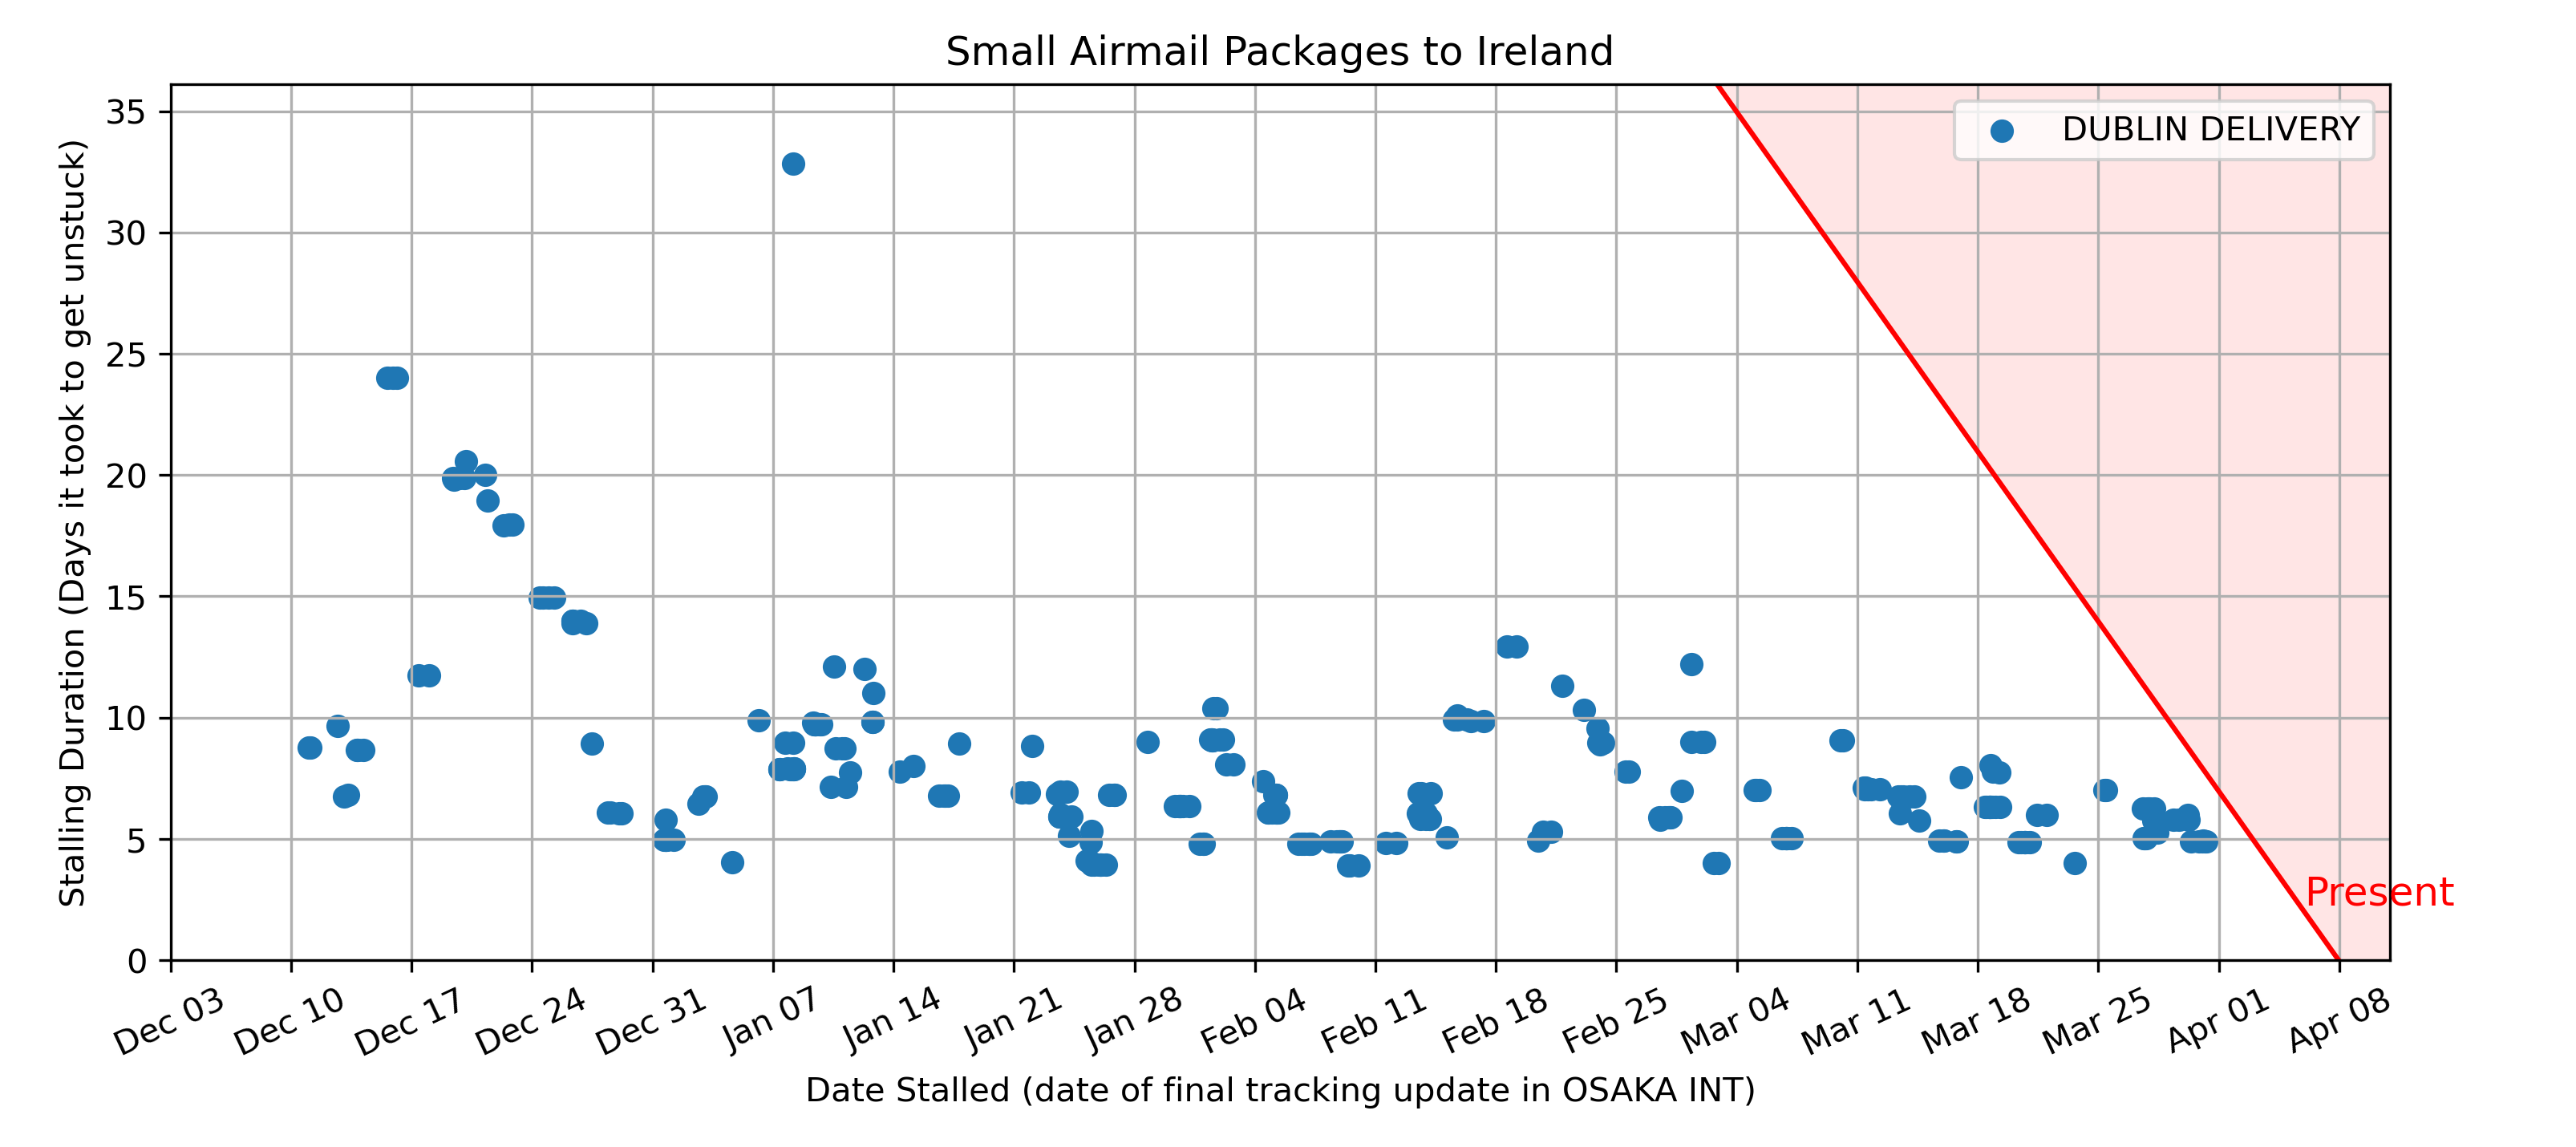 Small Airmail Packages to Ireland
DUBLIN DELIVERY
Stalling Duration (Days it took to get unstuck)
35
30
25
20
15
10
5
0
Present
Dec 03 Dec 10 Dec 17 Dec 24 Dec 31 Jan 07 Jan 14 Jan 21 Jan 28 Feb 04 Feb 11 Feb 18 Feb 25 Mar 04 Mar 11 Mar 18 Mar 25 Apr 01 Apr 08
Date Stalled (date of final tracking update in OSAKA INT)